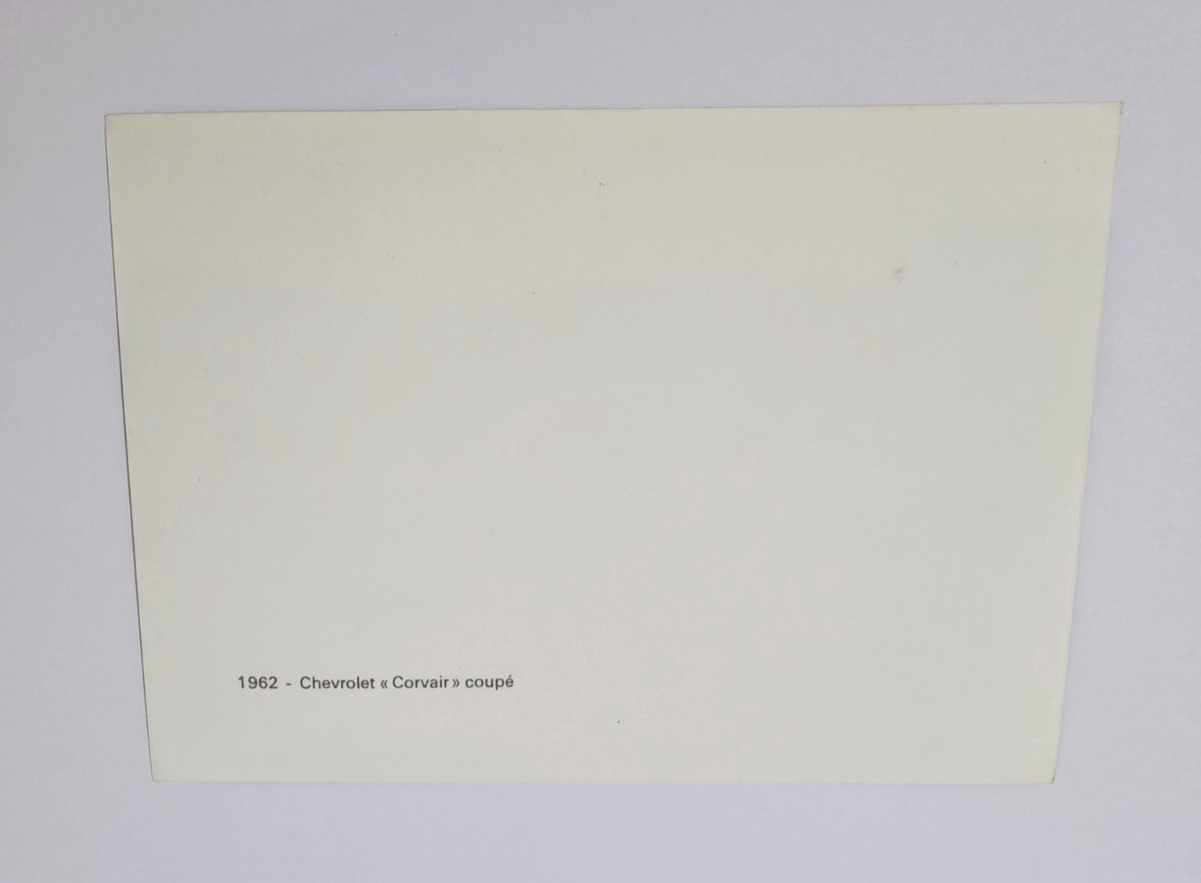 1962 - Chevrolet « Corvair » coupé